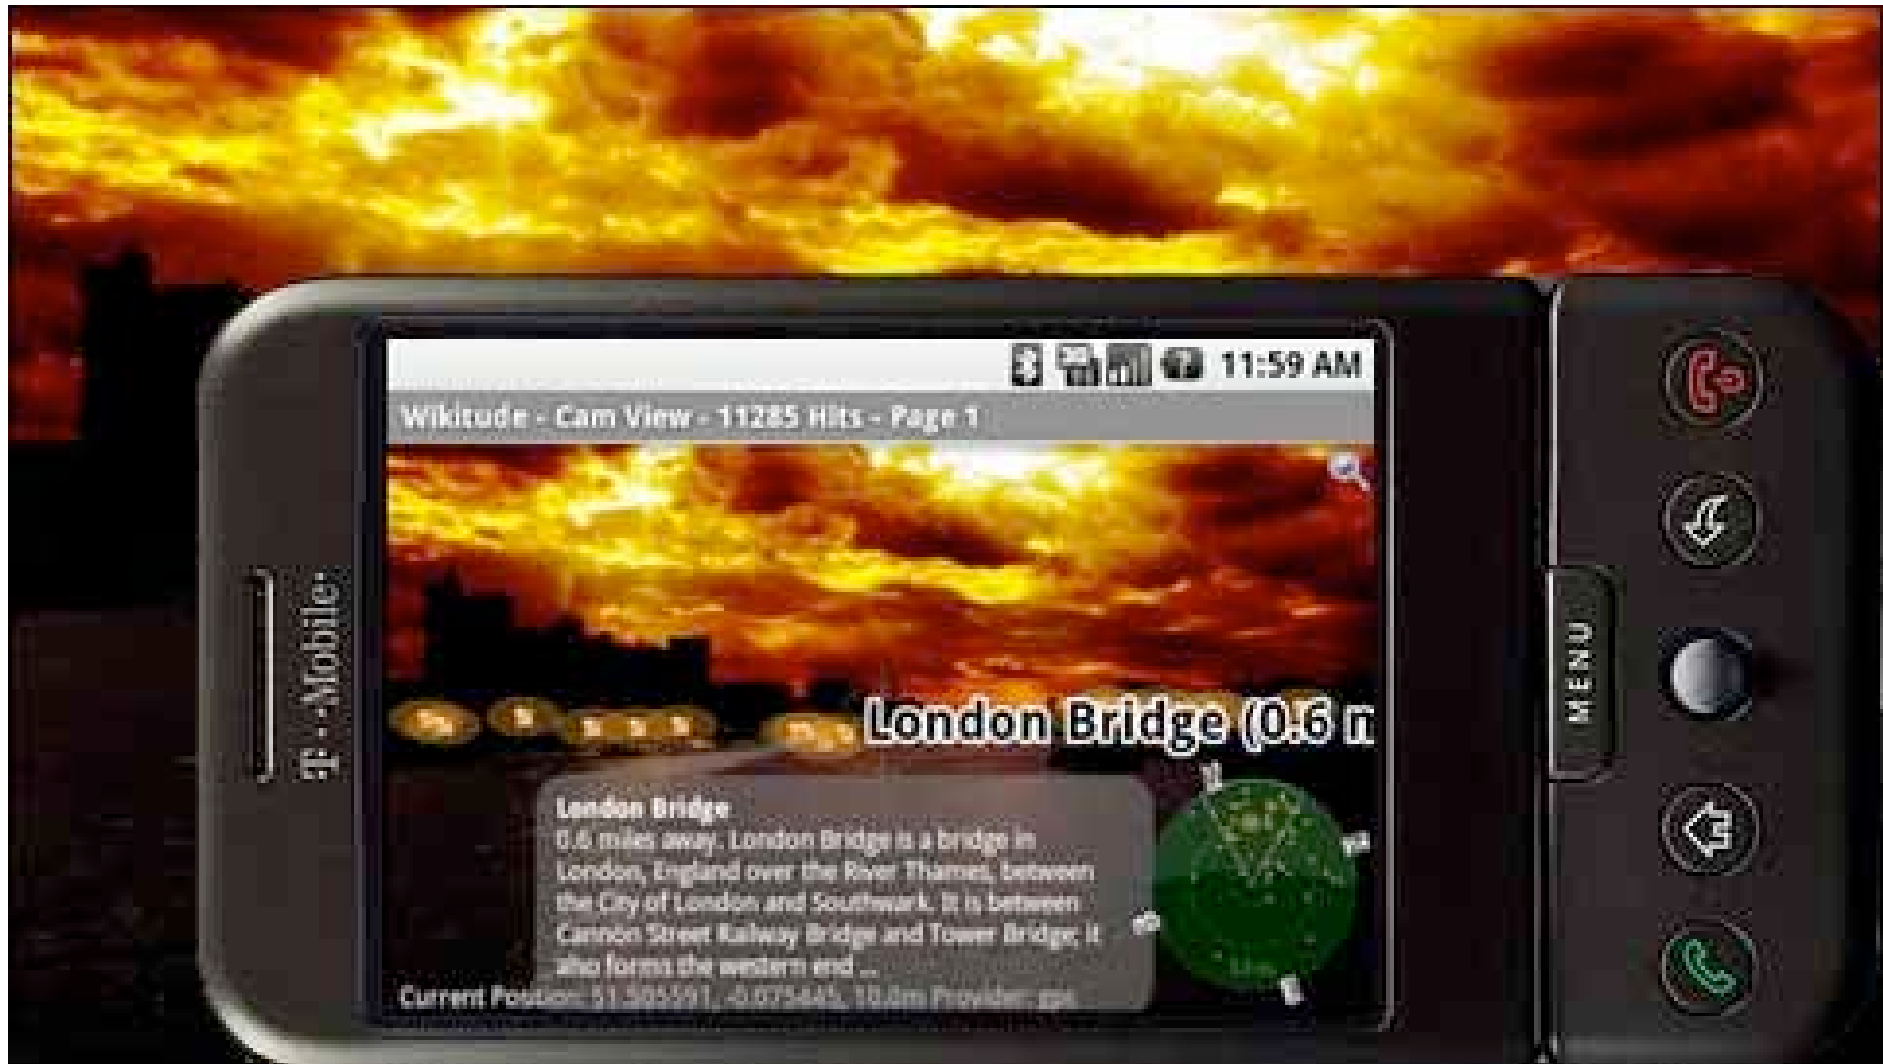 11:59 AM
Wikitude - Cam View - 11285 Hits - Page 1
T-Mobile
MENU
London Bridge (0.6 m
London Bridge
0.6 miles away. London Bridge is a bridge in
London, England over the River Thames, between
the City of London and Southwark. It is between
Cannon Street Railway Bridge and Tower Bridge; it
also forms the western end ...
Current Position: 51.505591, -0.075445, 10.0m Provider: gps